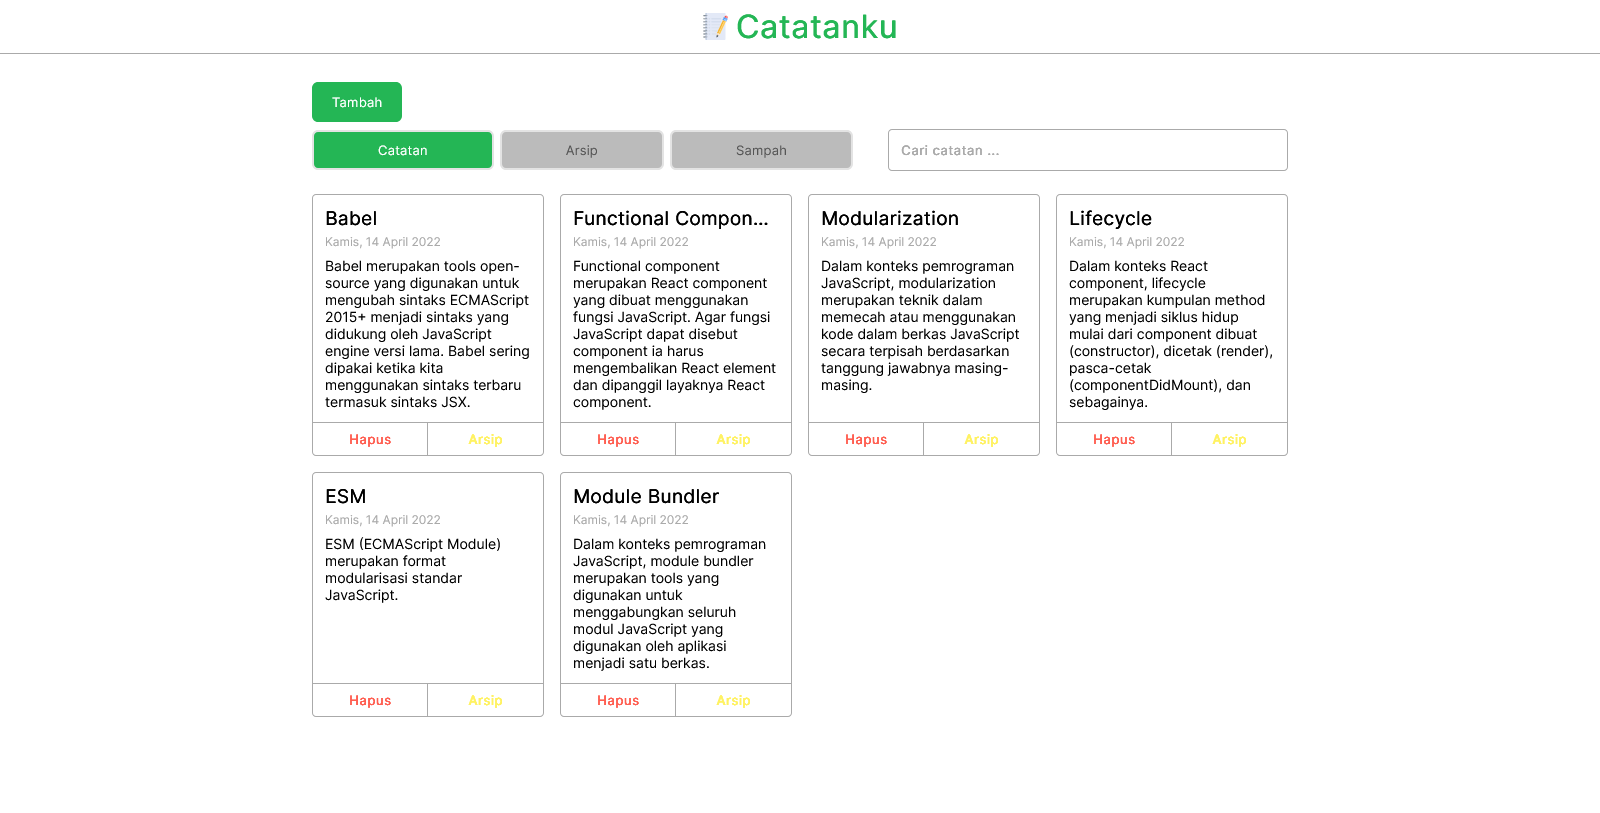 Catatanku
Tambah
Catatan
Arsip
Sampah
Cari catatan ...
Babel
Kamis, 14 April 2022
Babel merupakan tools open-
source yang digunakan untuk
mengubah sintaks ECMAScript
2015+ menjadi sintaks yang
didukung oleh JavaScript
engine versi lama. Babel sering
dipakai ketika kita
menggunakan sintaks terbaru
termasuk sintaks JSX.
Hapus
Arsip
Functional Compon...
Kamis, 14 April 2022
Functional component
merupakan React component
yang dibuat menggunakan
fungsi JavaScript. Agar fungsi
JavaScript dapat disebut
component ia harus
mengembalikan React element
dan dipanggil layaknya React
component.
Hapus
Arsip
Modularization
Kamis, 14 April 2022
Dalam konteks pemrograman
JavaScript, modularization
merupakan teknik dalam
memecah atau menggunakan
kode dalam berkas JavaScript
secara terpisah berdasarkan
tanggung jawabnya masing-
masing.
Hapus
Arsip
Lifecycle
Kamis, 14 April 2022
Dalam konteks React
component, lifecycle
merupakan kumpulan method
yang menjadi siklus hidup
mulai dari component dibuat
(constructor), dicetak (render),
pasca-cetak
(componentDidMount), dan
sebagainya.
Hapus
Arsip
ESM
Kamis, 14 April 2022
ESM (ECMAScript Module)
merupakan format
modularisasi standar
JavaScript.
Hapus
Arsip
Module Bundler
Kamis, 14 April 2022
Dalam konteks pemrograman
JavaScript, module bundler
merupakan tools yang
digunakan untuk
menggabungkan seluruh
modul JavaScript yang
digunakan oleh aplikasi
menjadi satu berkas.
Hapus
Arsip